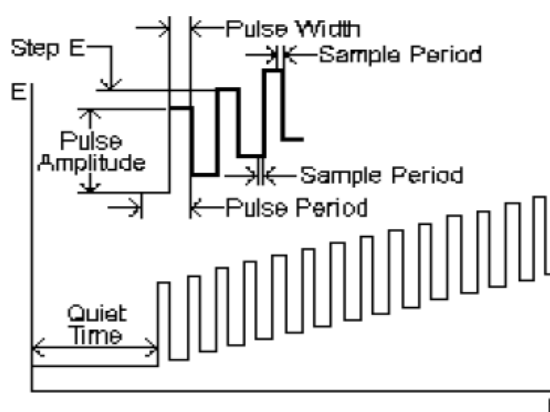 Pulse Width
Step E
Sample Period
E
Pulse
Amplitude
Sample Period
Pulse Period
Quiet
Time